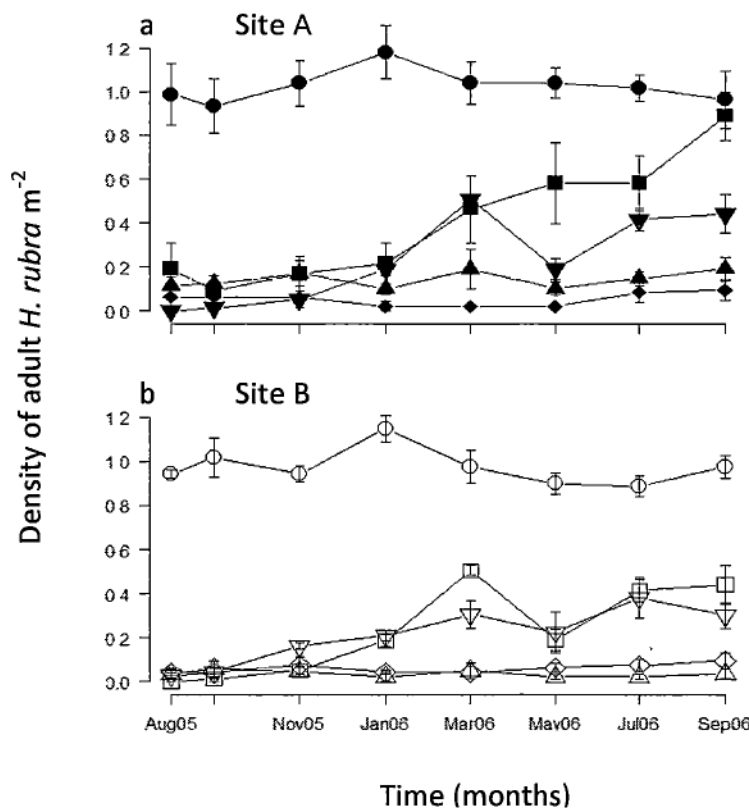 a Site A
1.2
1.0
0.8
0.6
0.4
0.2
0.0
b Site B
1.2
1.0
0.8
0.6
0.4
0.2
0.0
Density of adult H. rubra m⁻²
Aug05 Nov05 Jan06 Mar06 May06 Jul06 Sep06
Time (months)